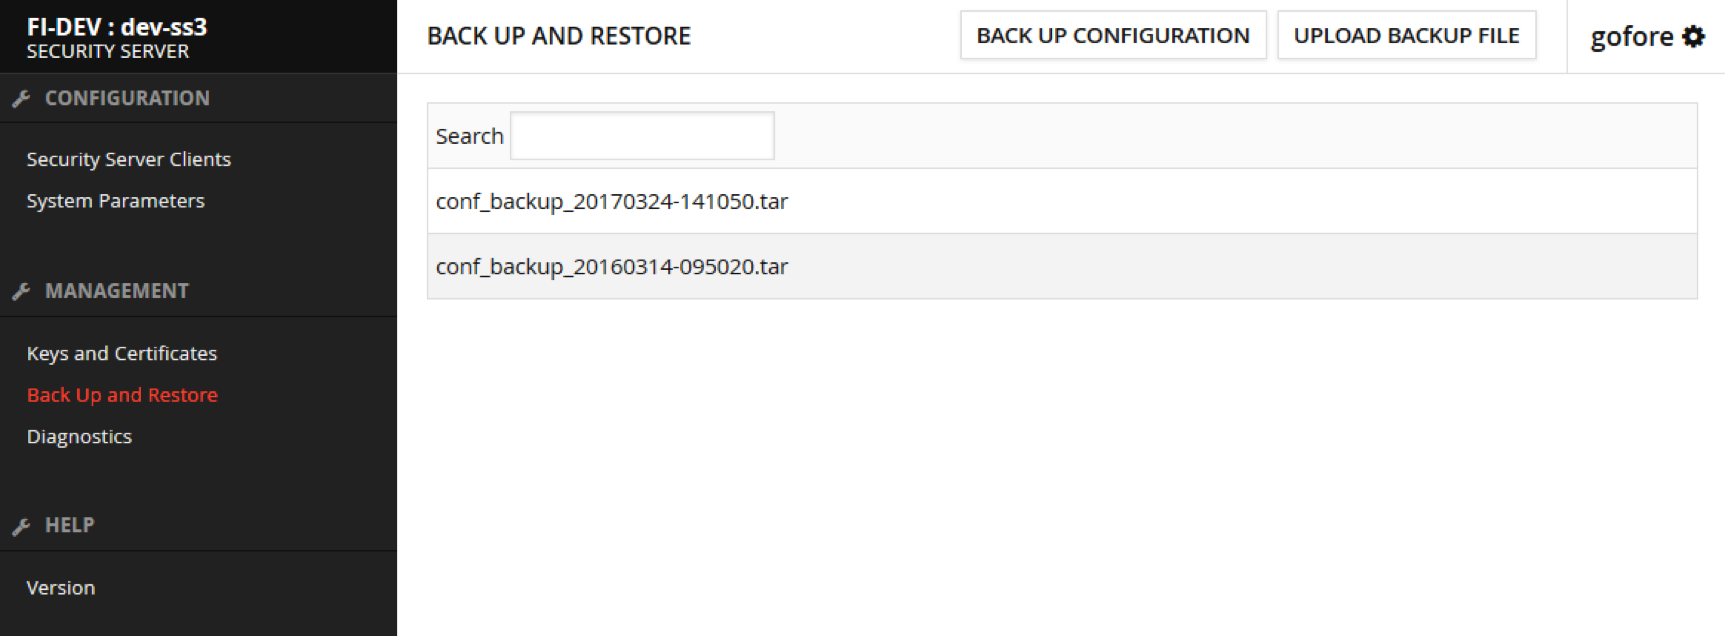 FI-DEV : dev-ss3
SECURITY SERVER
CONFIGURATION
Security Server Clients
System Parameters
MANAGEMENT
Keys and Certificates
Back Up and Restore
Diagnostics
HELP
Version
BACK UP AND RESTORE
BACK UP CONFIGURATION
UPLOAD BACKUP FILE
gofore
Search
conf_backup_20170324-141050.tar
conf_backup_20160314-095020.tar